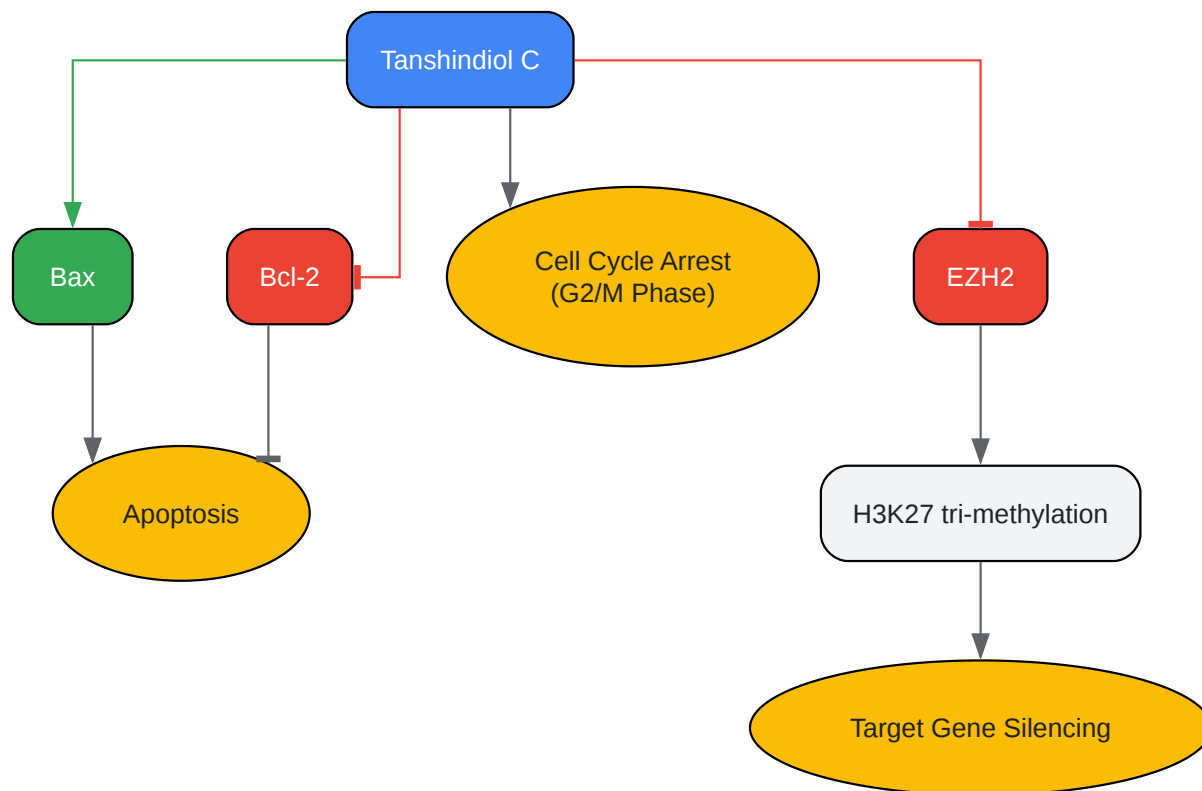 Tanshindiol C
Bax
Bcl-2
Cell Cycle Arrest
(G2/M Phase)
EZH2
Apoptosis
H3K27 tri-methylation
Target Gene Silencing